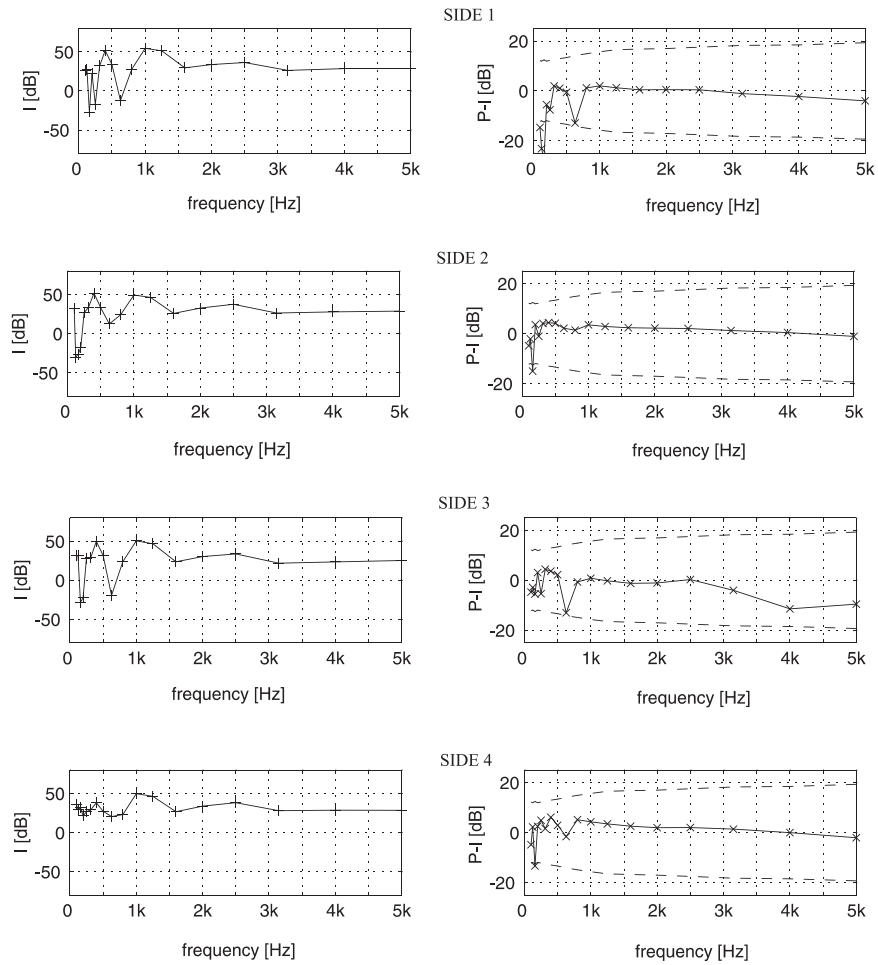 SIDE 1
I [dB]
50
0
-50
0 1k 2k 3k 4k 5k
frequency [Hz]
P-I [dB]
20
0
-20
0 1k 2k 3k 4k 5k
frequency [Hz]
SIDE 2
I [dB]
50
0
-50
0 1k 2k 3k 4k 5k
frequency [Hz]
P-I [dB]
20
0
-20
0 1k 2k 3k 4k 5k
frequency [Hz]
SIDE 3
I [dB]
50
0
-50
0 1k 2k 3k 4k 5k
frequency [Hz]
P-I [dB]
20
0
-20
0 1k 2k 3k 4k 5k
frequency [Hz]
SIDE 4
I [dB]
50
0
-50
0 1k 2k 3k 4k 5k
frequency [Hz]
P-I [dB]
20
0
-20
0 1k 2k 3k 4k 5k
frequency [Hz]